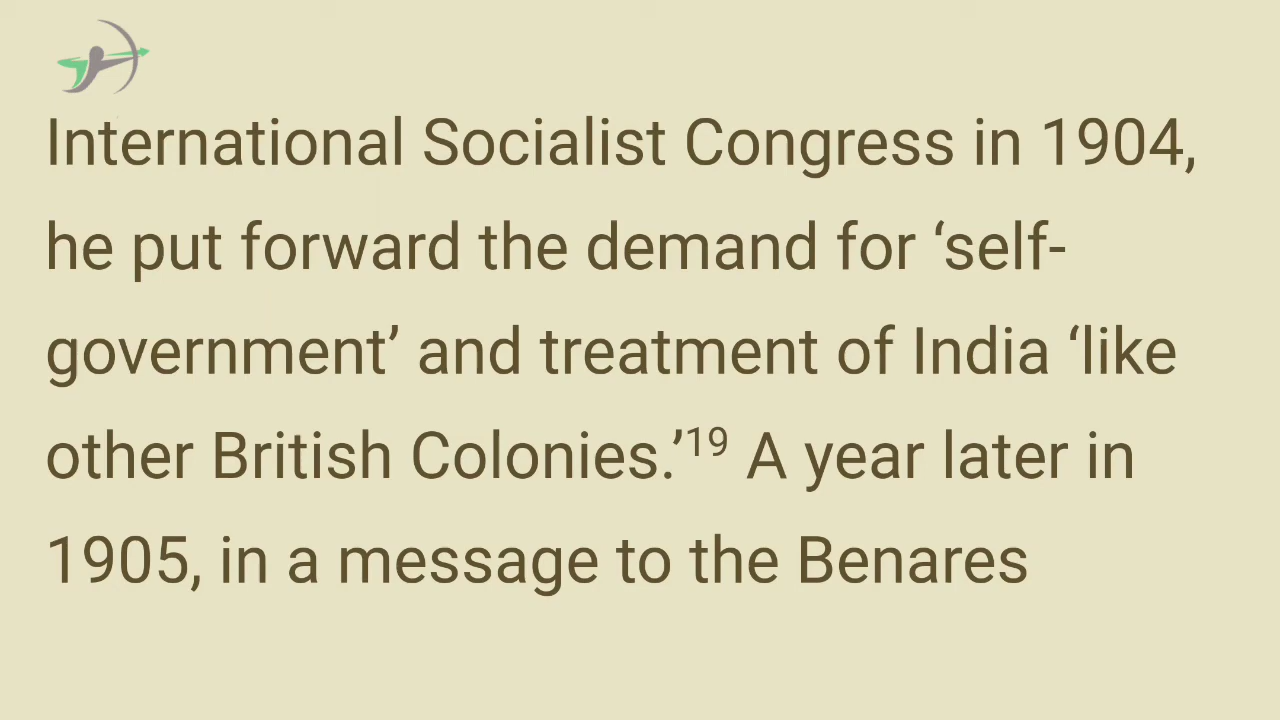 International Socialist Congress in 1904,
he put forward the demand for ‘self-
government’ and treatment of India ‘like
other British Colonies.’19 A year later in
1905, in a message to the Benares